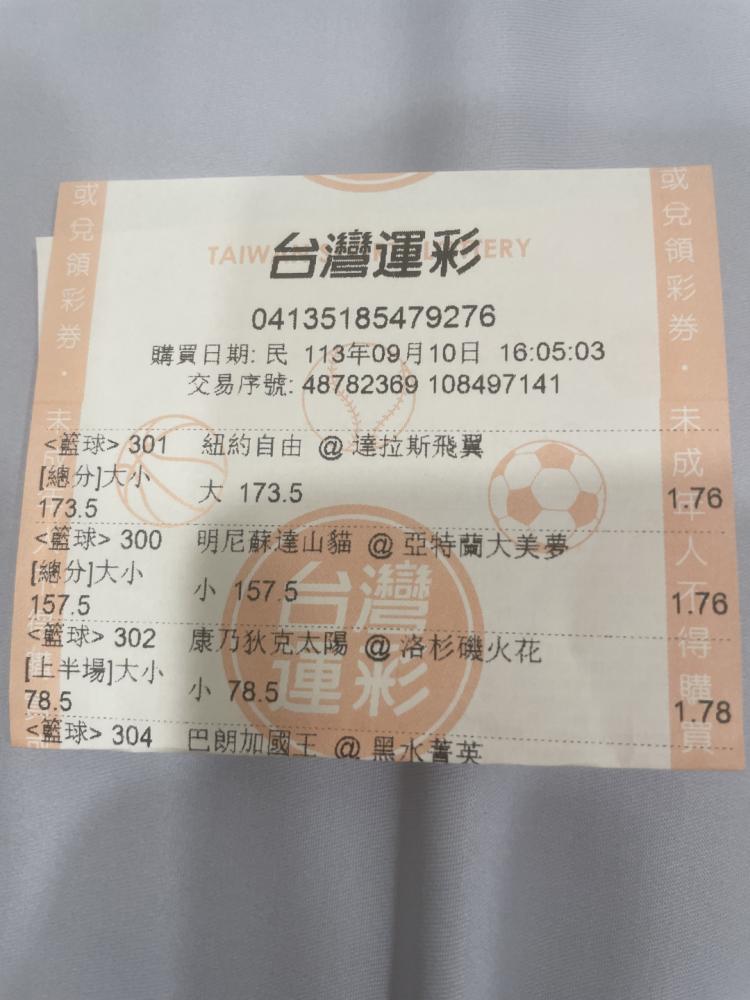 台灣運彩
04135185479276
購買日期: 民 113年09月10日 16:05:03
交易序號: 48782369 108497141
<籃球> 301 紐約自由 @ 達拉斯飛翼
[總分]大小
173.5 大 173.5 1.76
<籃球> 300 明尼蘇達山貓 @ 亞特蘭大美夢
[總分]大小
157.5 小 157.5 1.76
<籃球> 302 康乃狄克太陽 @ 洛杉磯火花
[上半場]大小
78.5 小 78.5 1.78
<籃球> 304 巴朗加國王 @ 黑水菁英
台灣
運彩
或兌領彩券・未成
或兌領彩券・未成年人不得購買